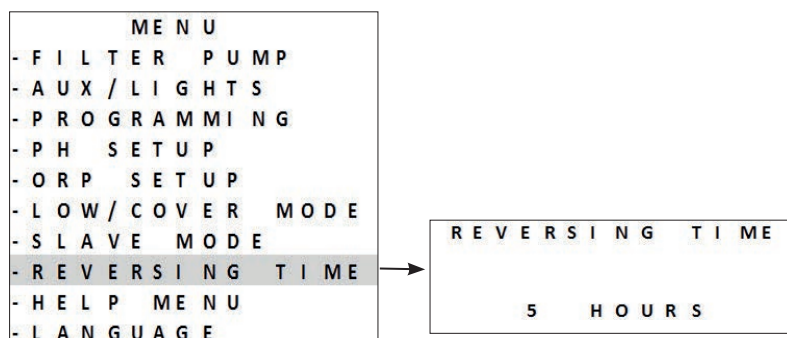 MENU
-FILTER PUMP
-AUX/LIGHTS
-PROGRAMMING
-PH SETUP
-ORP SETUP
-LOW/COVER MODE
-SLAVE MODE
-REVERSING TIME
-HELP MENU
-LANGUAGE
REVERSING TIME
5 HOURS